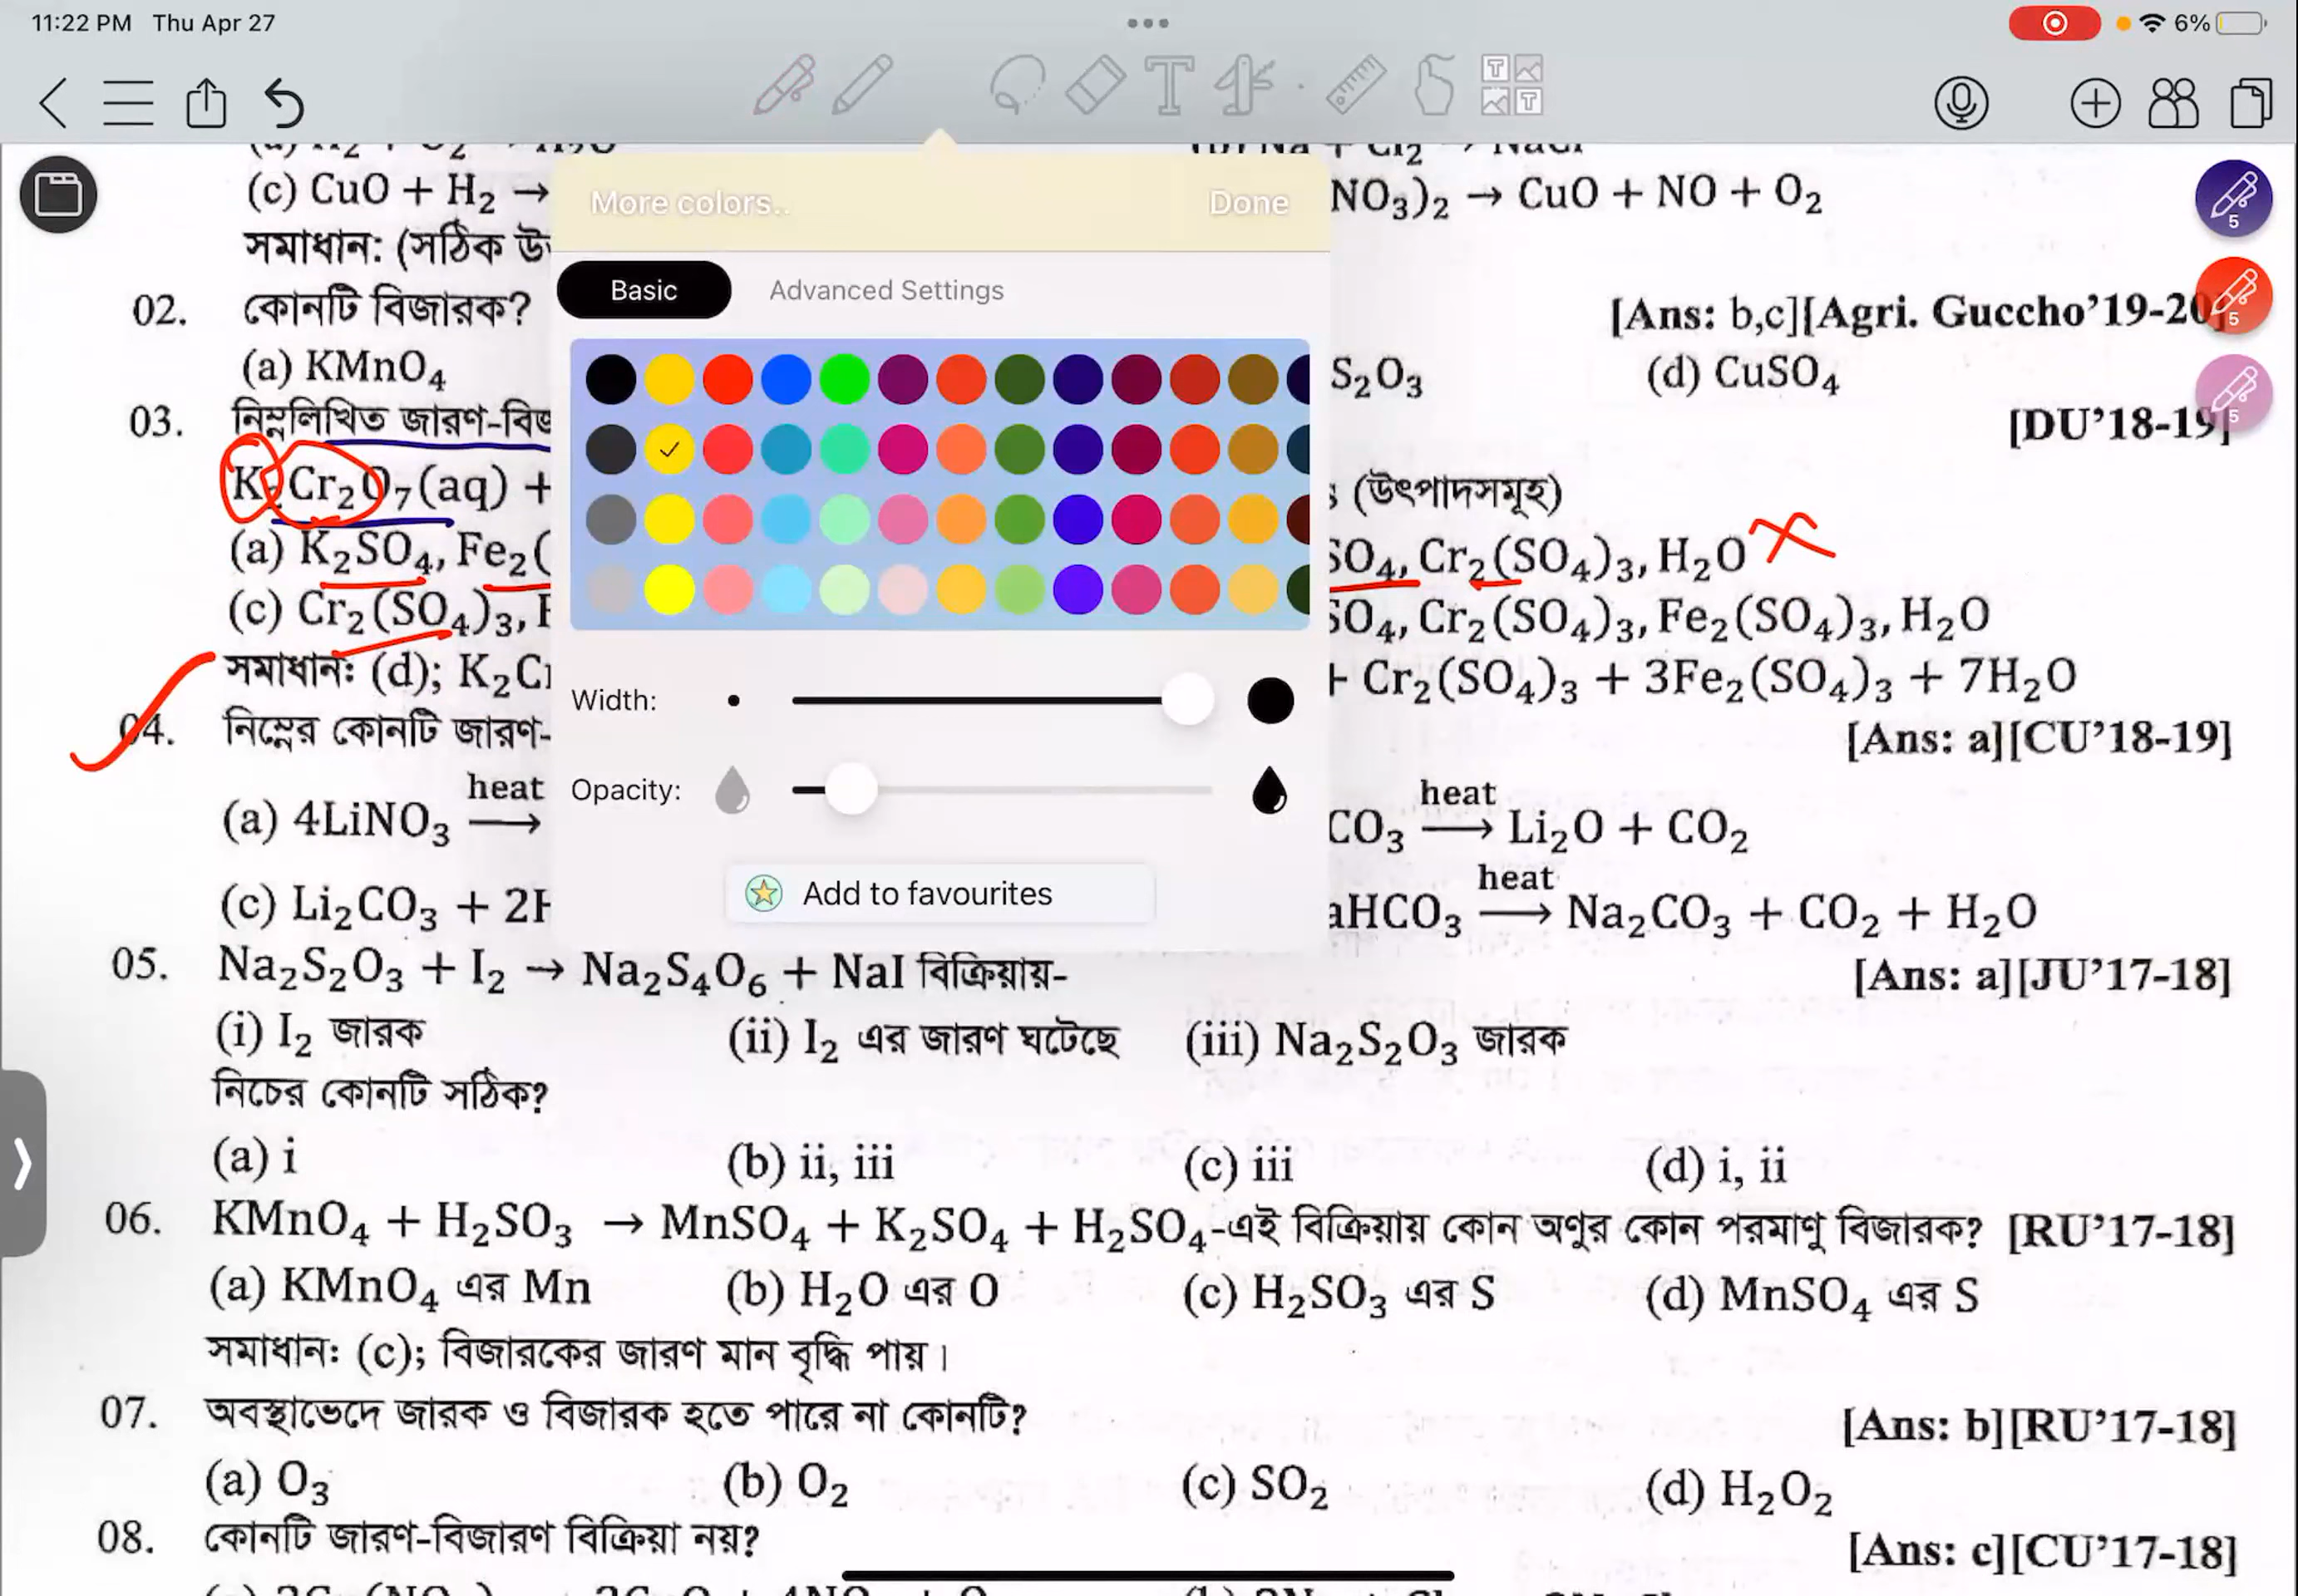 11:22 PM Thu Apr 27
6%
(c) CuO + H₂ →
NO₃)₂ → CuO + NO + O₂
More colors..
Done
Basic
Advanced Settings
Width:
Opacity:
Add to favourites
5
5
5
সমাধান: (সঠিক
02. কোনটি বিজারক?
[Ans: b,c][Agri. Guccho’19-20]
(a) KMnO₄
S₂O₃
(d) CuSO₄
03. নিম্নলিখিত জারণ-
[DU’18-19]
K₂Cr₂O₇(aq) +
(উৎপাদসমূহ)
(a) K₂SO₄, Fe₂(
SO₄, Cr₂(SO₄)₃, H₂O
(c) Cr₂(SO₄)₃,
SO₄, Cr₂(SO₄)₃, Fe₂(SO₄)₃, H₂O
সমাধান: (d); K₂C
+ Cr₂(SO₄)₃ + 3Fe₂(SO₄)₃ + 7H₂O
04. নিম্নের কোনটি জারণ-
[Ans: a][CU’18-19]
(a) 4LiNO₃ heat →
CO₃ heat → Li₂O + CO₂
(c) Li₂CO₃ + 2
aHCO₃ heat → Na₂CO₃ + CO₂ + H₂O
05. Na₂S₂O₃ + I₂ → Na₂S₄O₆ + NaI বিক্রিয়ায়-
[Ans: a][JU’17-18]
(i) I₂ জারক (ii) I₂ এর জারণ ঘটেছে (iii) Na₂S₂O₃ জারক
নিচের কোনটি সঠিক?
(a) i (b) ii, iii (c) iii (d) i, ii
06. KMnO₄ + H₂SO₃ → MnSO₄ + K₂SO₄ + H₂SO₄-এই বিক্রিয়ায় কোন অণুর কোন পরমাণু বিজারক? [RU’17-18]
(a) KMnO₄ এর Mn (b) H₂O এর O (c) H₂SO₃ এর S (d) MnSO₄ এর S
সমাধান: (c); বিজারকের জারণ মান বৃদ্ধি পায়।
07. অবস্থাভেদে জারক ও বিজারক হতে পারে না কোনটি? [Ans: b][RU’17-18]
(a) O₃ (b) O₂ (c) SO₂ (d) H₂O₂
08. কোনটি জারণ-বিজারণ বিক্রিয়া নয়? [Ans: c][CU’17-18]